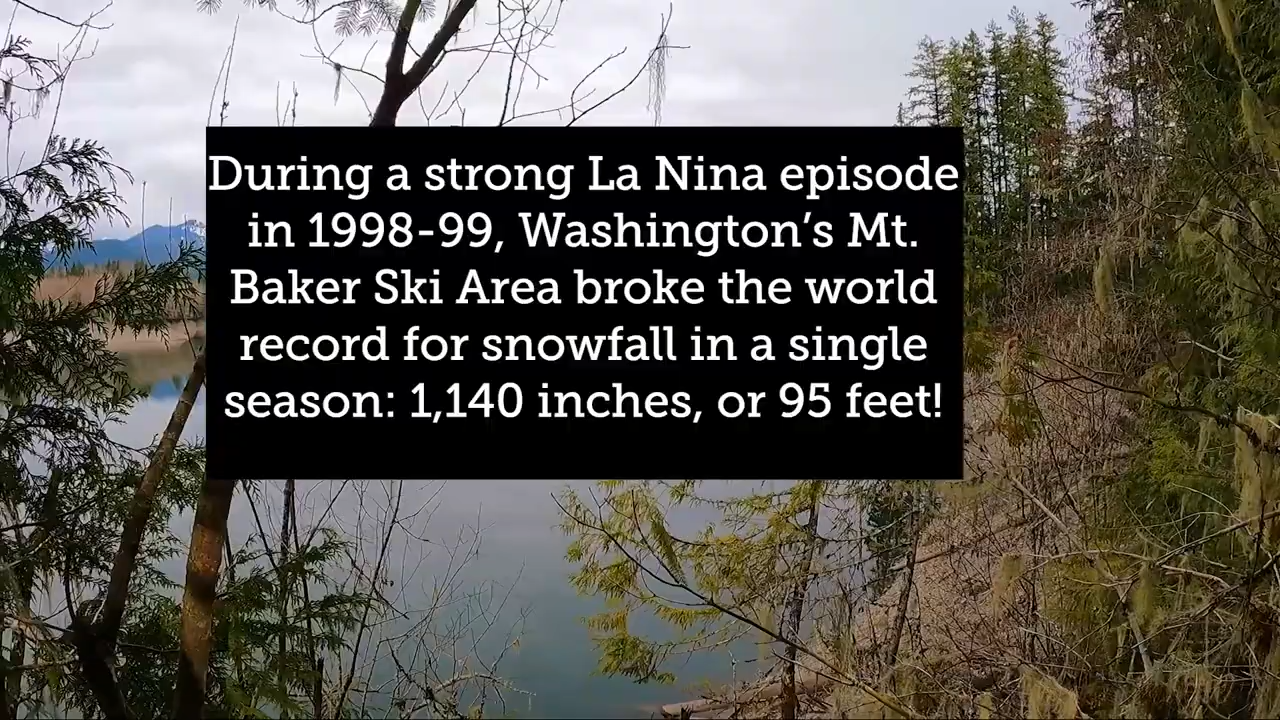 During a strong La Nina episode
in 1998-99, Washington’s Mt.
Baker Ski Area broke the world
record for snowfall in a single
season: 1,140 inches, or 95 feet!